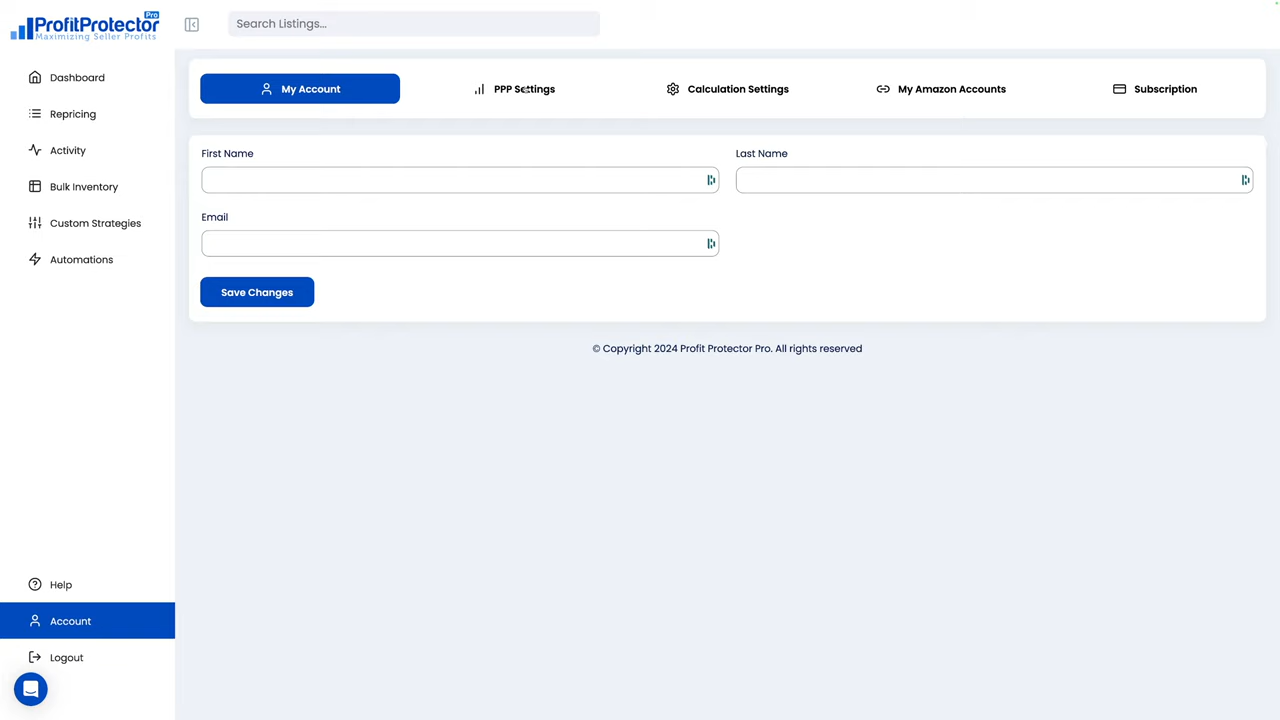 ProfitProtector Pro
Maximizing Seller Profits
Search Listings...
Dashboard
Repricing
Activity
Bulk Inventory
Custom Strategies
Automations
Help
Account
Logout
My Account
PPP Settings
Calculation Settings
My Amazon Accounts
Subscription
First Name
Last Name
Email
Save Changes
© Copyright 2024 Profit Protector Pro. All rights reserved